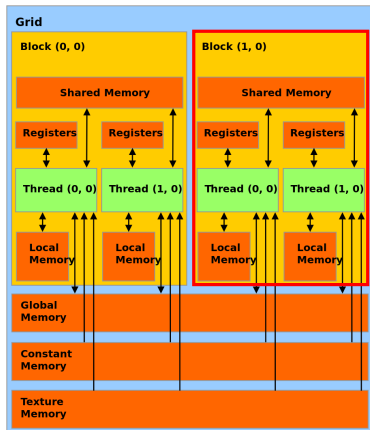 Grid
Block (0, 0)
Block (1, 0)
Shared Memory
Shared Memory
Registers
Registers
Registers
Registers
Thread (0, 0)
Thread (1, 0)
Thread (0, 0)
Thread (1, 0)
Local
Memory
Local
Memory
Local
Memory
Local
Memory
Global
Memory
Constant
Memory
Texture
Memory